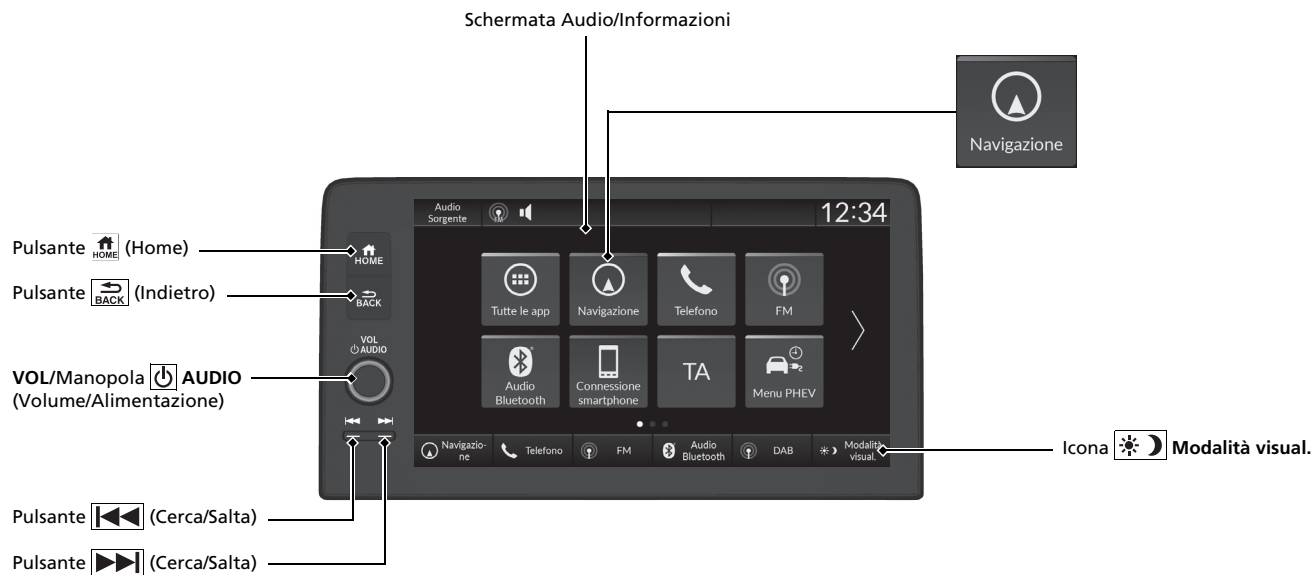 Schermata Audio/Informazioni
Navigazione
Audio
Sorgente
FM
12:34
Pulsante HOME (Home)
HOME
Pulsante BACK (Indietro)
BACK
Tutte le app
Navigazione
Telefono
FM
VOL
AUDIO
VOL/Manopola AUDIO
(Volume/Alimentazione)
Audio
Bluetooth
Connessione
smartphone
TA
Menu PHEV
Navigazio-
ne
Telefono
FM
Audio
Bluetooth
DAB
Modalità
visual.
Icona Modalità visual.
Pulsante (Cerca/Salta)
Pulsante (Cerca/Salta)